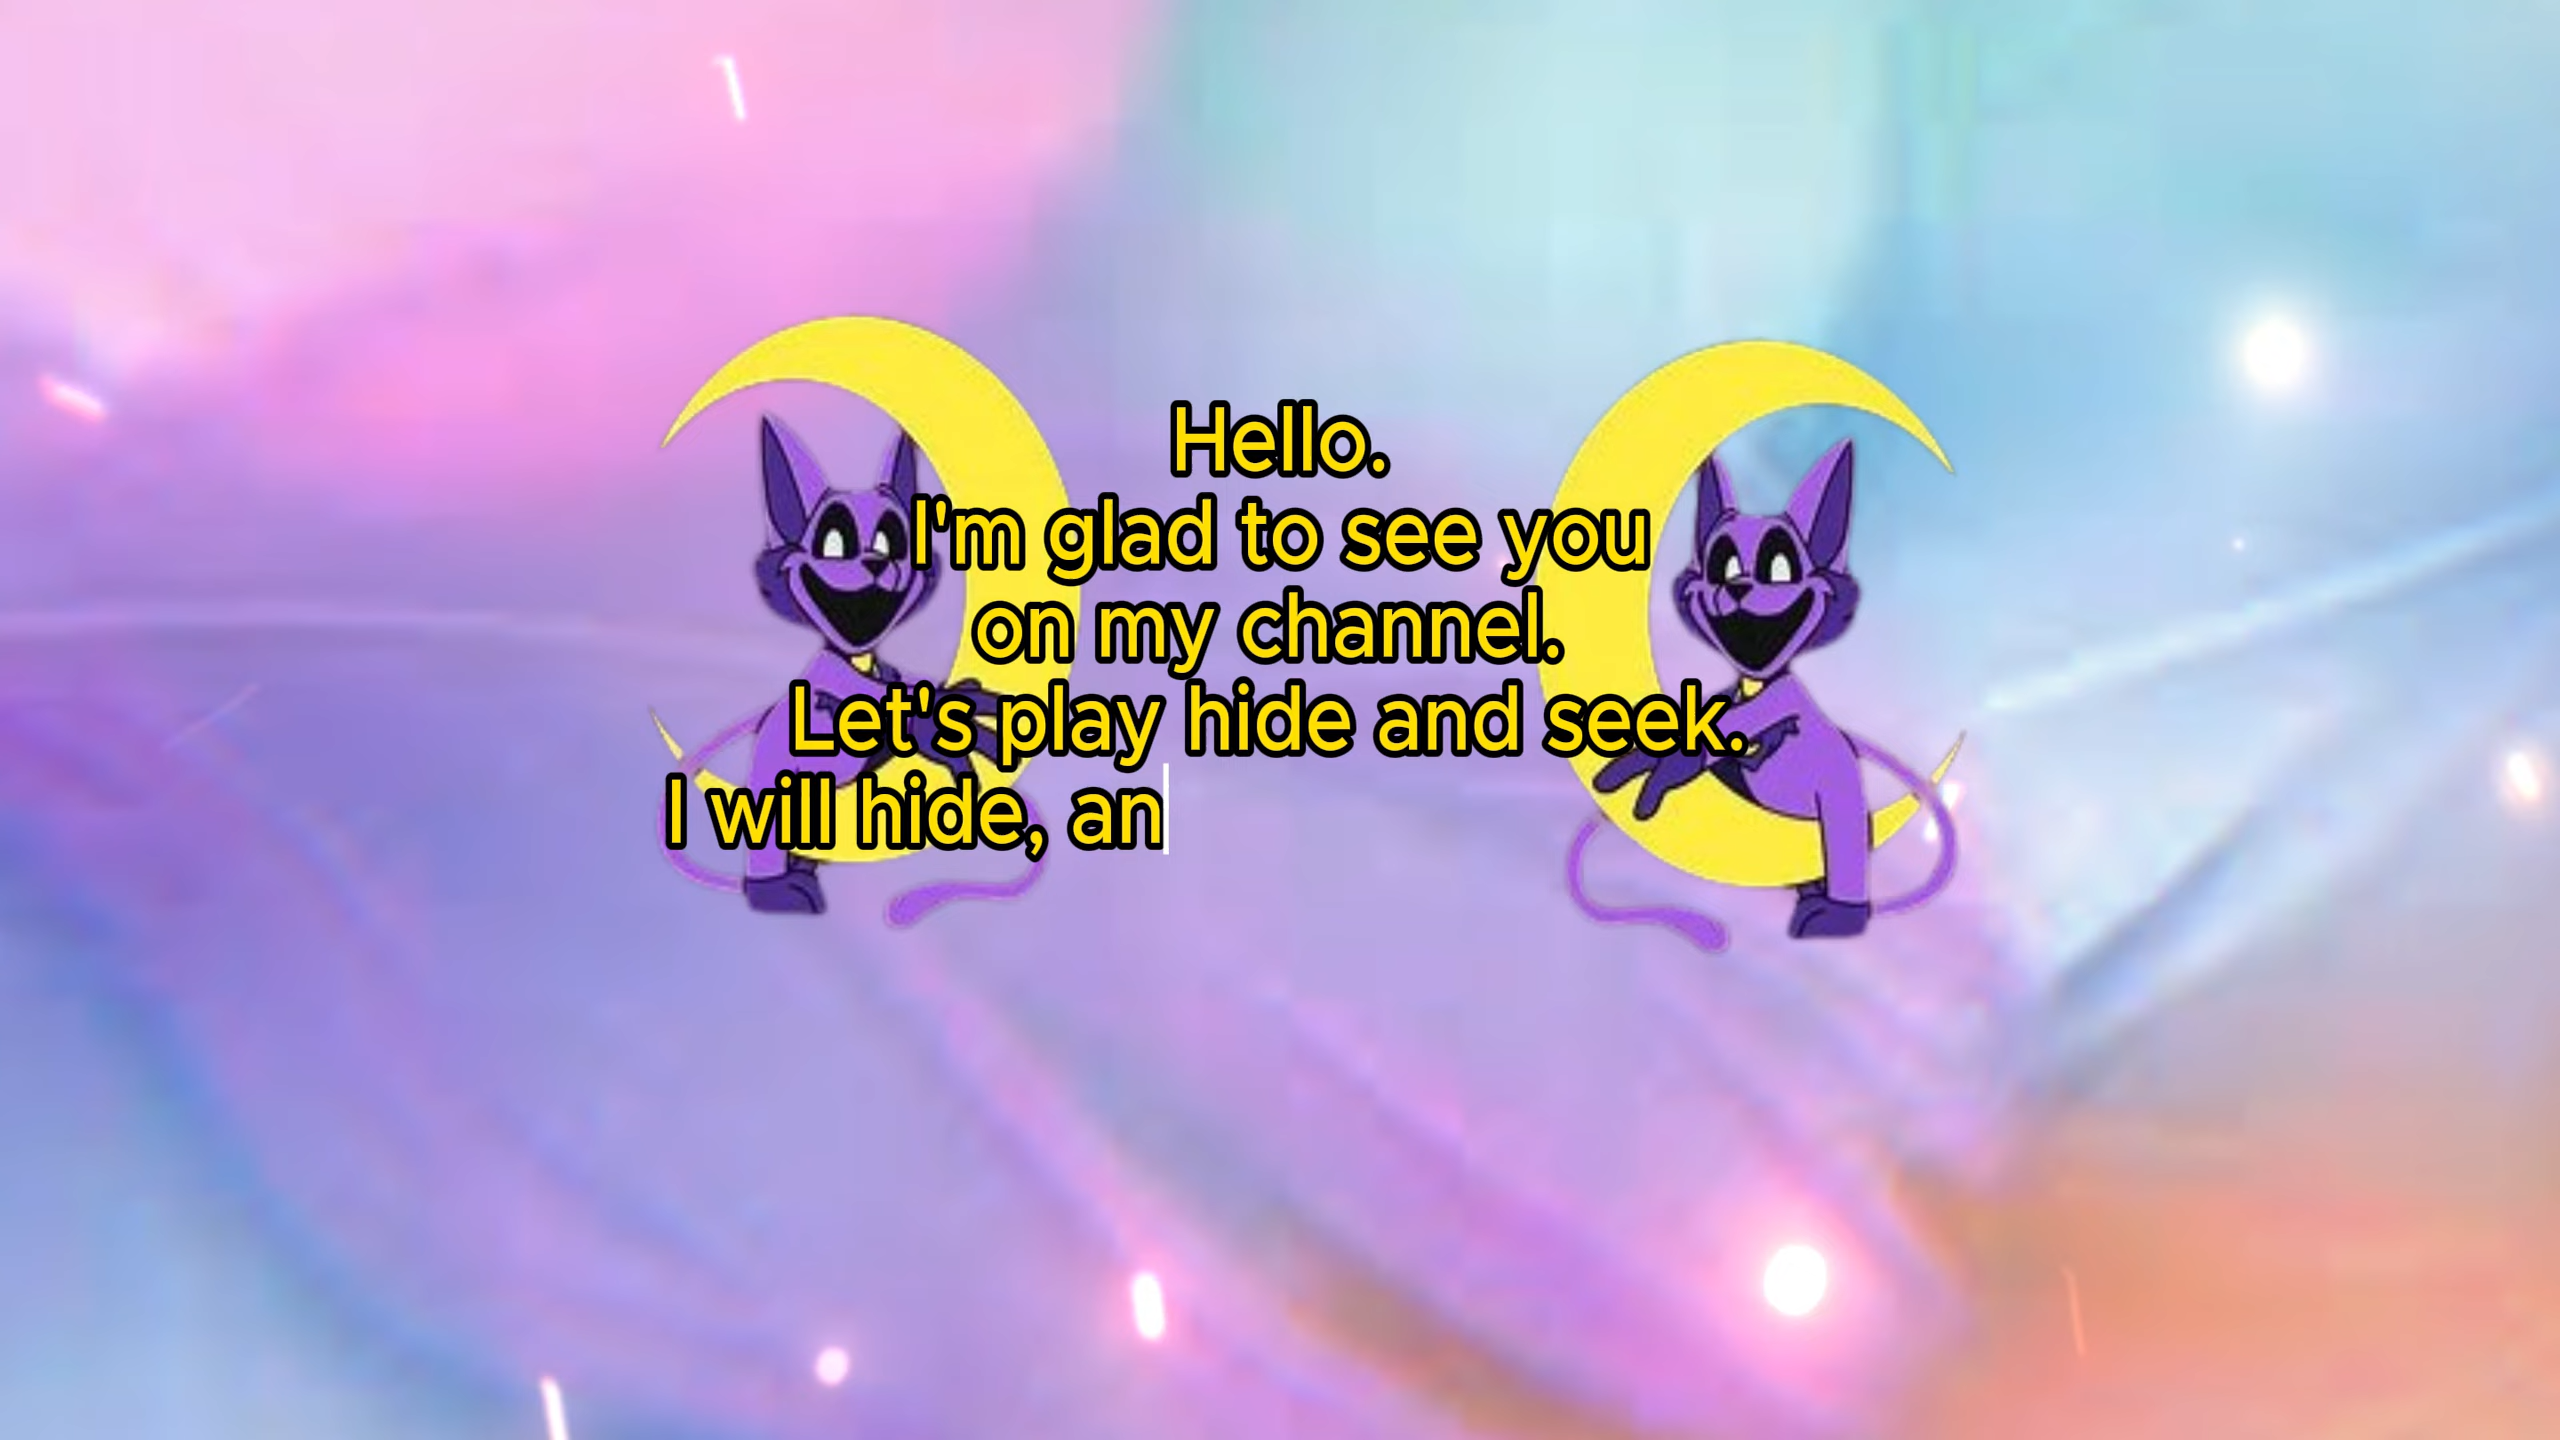 Hello.
I'm glad to see you
on my channel.
Let's play hide and seek.
I will hide, an